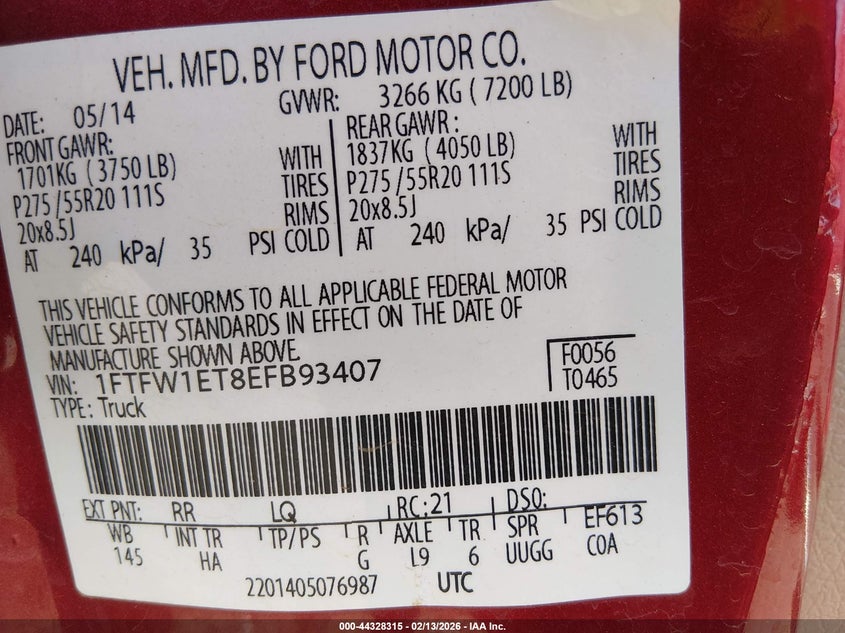 VEH. MFD. BY FORD MOTOR CO.
DATE: 05/14 GVWR: 3266 KG ( 7200 LB)
FRONT GAWR: REAR GAWR:
1701KG ( 3750 LB) WITH 1837KG ( 4050 LB) WITH
P275 /55R20 111S TIRES P275 /55R20 111S TIRES
20x8.5J RIMS 20x8.5J RIMS
AT 240 kPa/ 35 PSI COLD AT 240 kPa/ 35 PSI COLD
THIS VEHICLE CONFORMS TO ALL APPLICABLE FEDERAL MOTOR
VEHICLE SAFETY STANDARDS IN EFFECT ON THE DATE OF
MANUFACTURE SHOWN ABOVE.
VIN: 1FTFW1ET8EFB93407 F0056
TYPE: Truck T0465
EXT PNT: RR LQ RC:21 DSO: EF613
WB INT TR TP/PS R AXLE TR SPR
145 HA G L9 6 UUGG COA
2201405076987 UTC
000-44328315 - 02/13/2026 - IAA Inc.